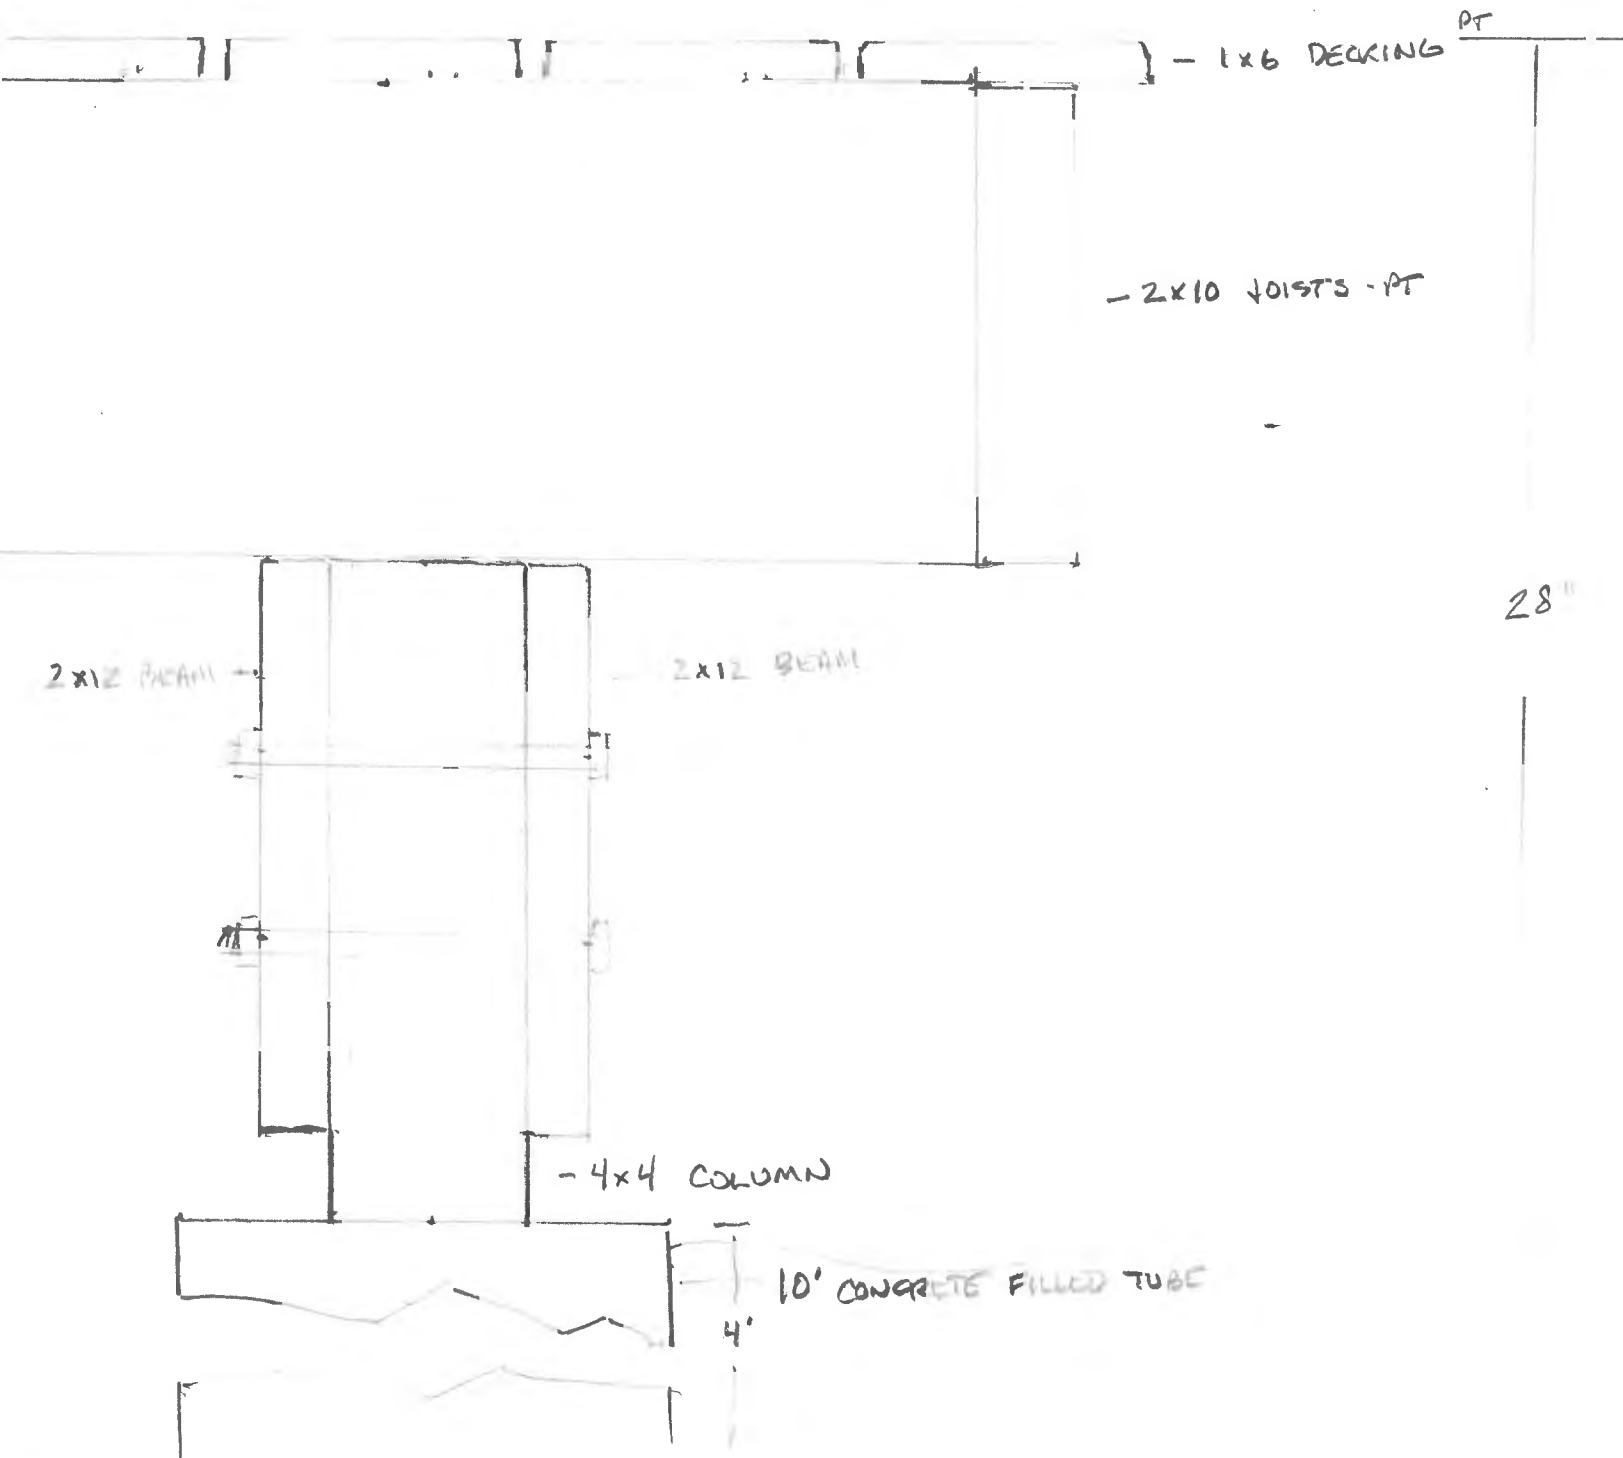 PT
- 1x6 DECKING
- 2x10 JOISTS - PT
28"
2x12 BEAM
2x12 BEAM
- 4x4 COLUMN
10' CONCRETE FILLED TUBE
4'